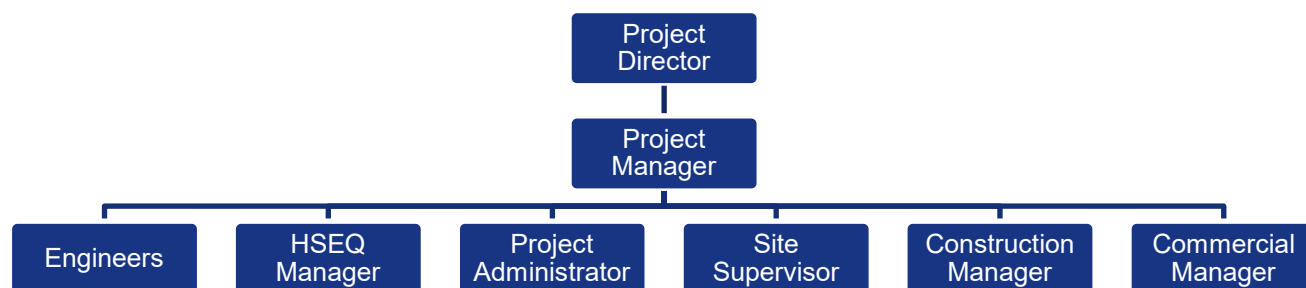 Project
Director
Project
Manager
Engineers
HSEQ
Manager
Project
Administrator
Site
Supervisor
Construction
Manager
Commercial
Manager